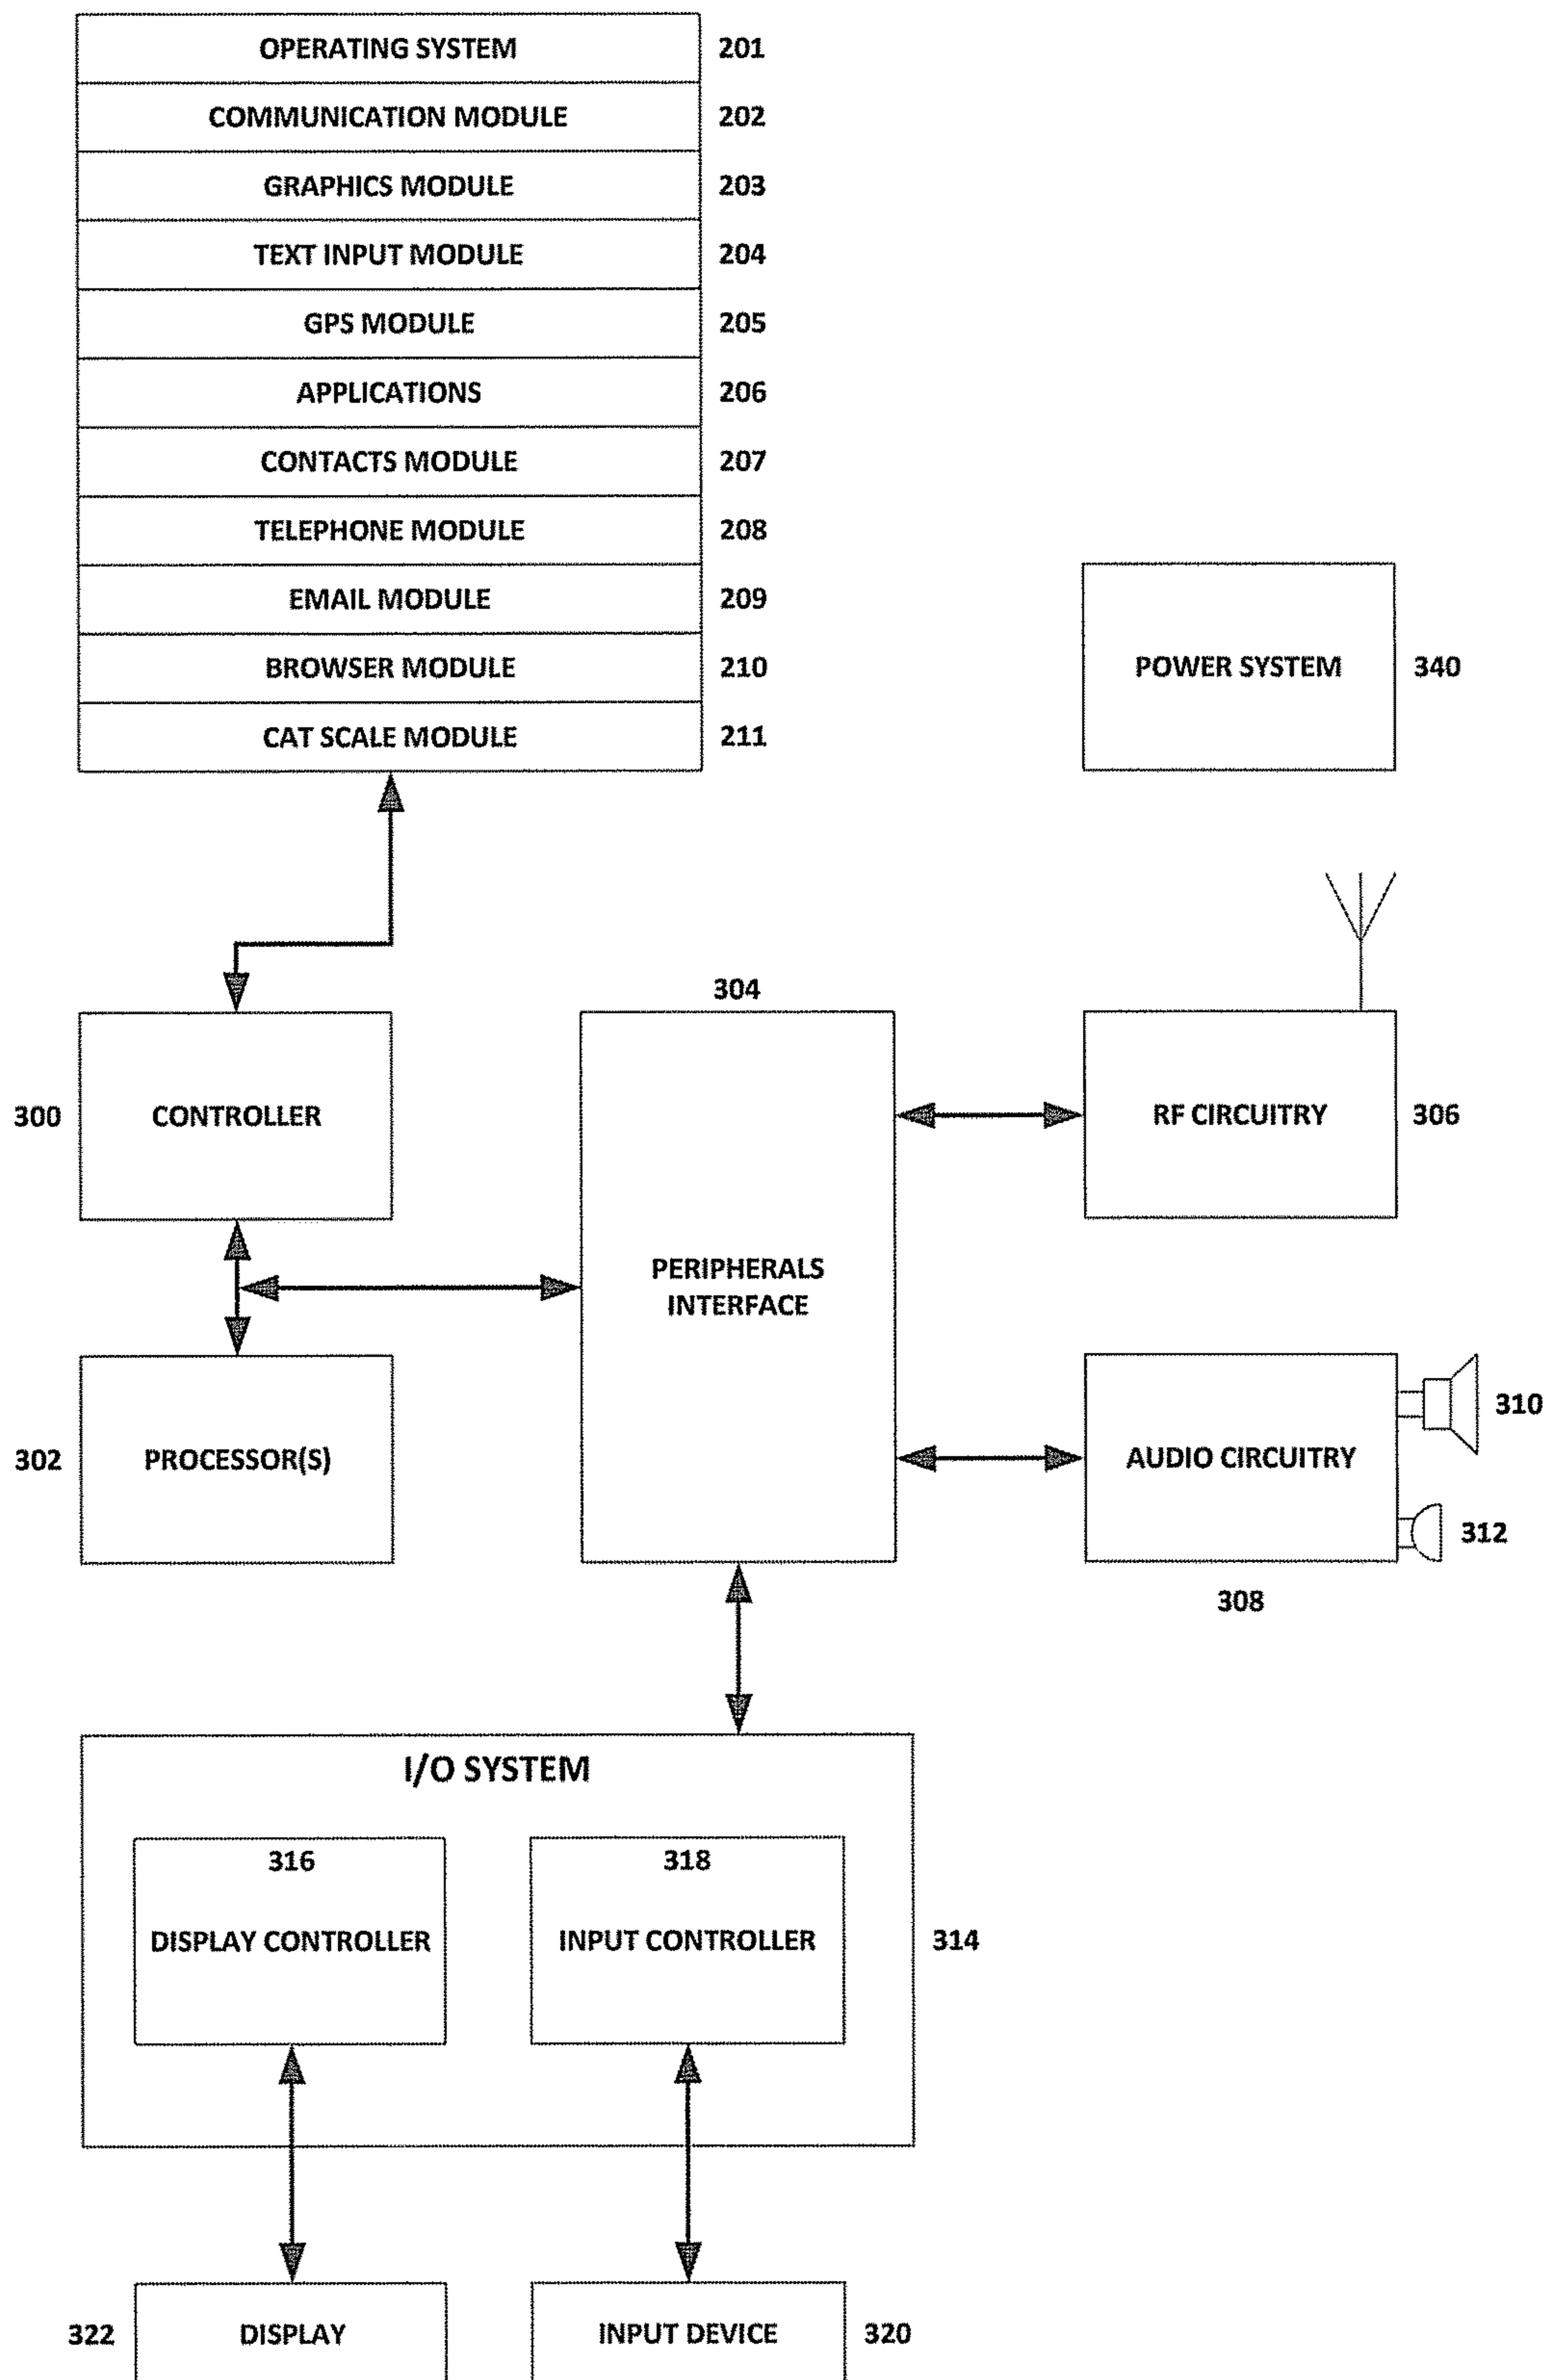 OPERATING SYSTEM 201
COMMUNICATION MODULE 202
GRAPHICS MODULE 203
TEXT INPUT MODULE 204
GPS MODULE 205
APPLICATIONS 206
CONTACTS MODULE 207
TELEPHONE MODULE 208
EMAIL MODULE 209
BROWSER MODULE 210
CAT SCALE MODULE 211
POWER SYSTEM 340
304
300 CONTROLLER
RF CIRCUITRY 306
PERIPHERALS
INTERFACE
302 PROCESSOR(S)
AUDIO CIRCUITRY
310
312
308
I/O SYSTEM
316
DISPLAY CONTROLLER
318
INPUT CONTROLLER
314
322 DISPLAY
INPUT DEVICE 320